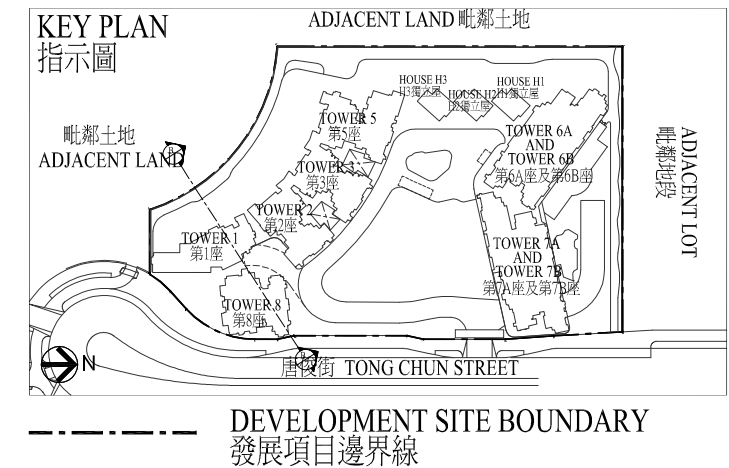 KEY PLAN
指示圖
ADJACENT LAND 毗鄰土地
毗鄰土地
ADJACENT LAND
HOUSE H3
H3獨立屋
HOUSE H2
H2獨立屋
HOUSE H1
H1獨立屋
TOWER 5
第5座
TOWER 3
第3座
TOWER 2
第2座
TOWER 1
第1座
TOWER 8
第8座
TOWER 6A
AND
TOWER 6B
第6A座及第6B座
TOWER 7A
AND
TOWER 7B
第7A座及第7B座
ADJACENT LOT
毗鄰地段
N
唐俊街 TONG CHUN STREET
DEVELOPMENT SITE BOUNDARY
發展項目邊界線